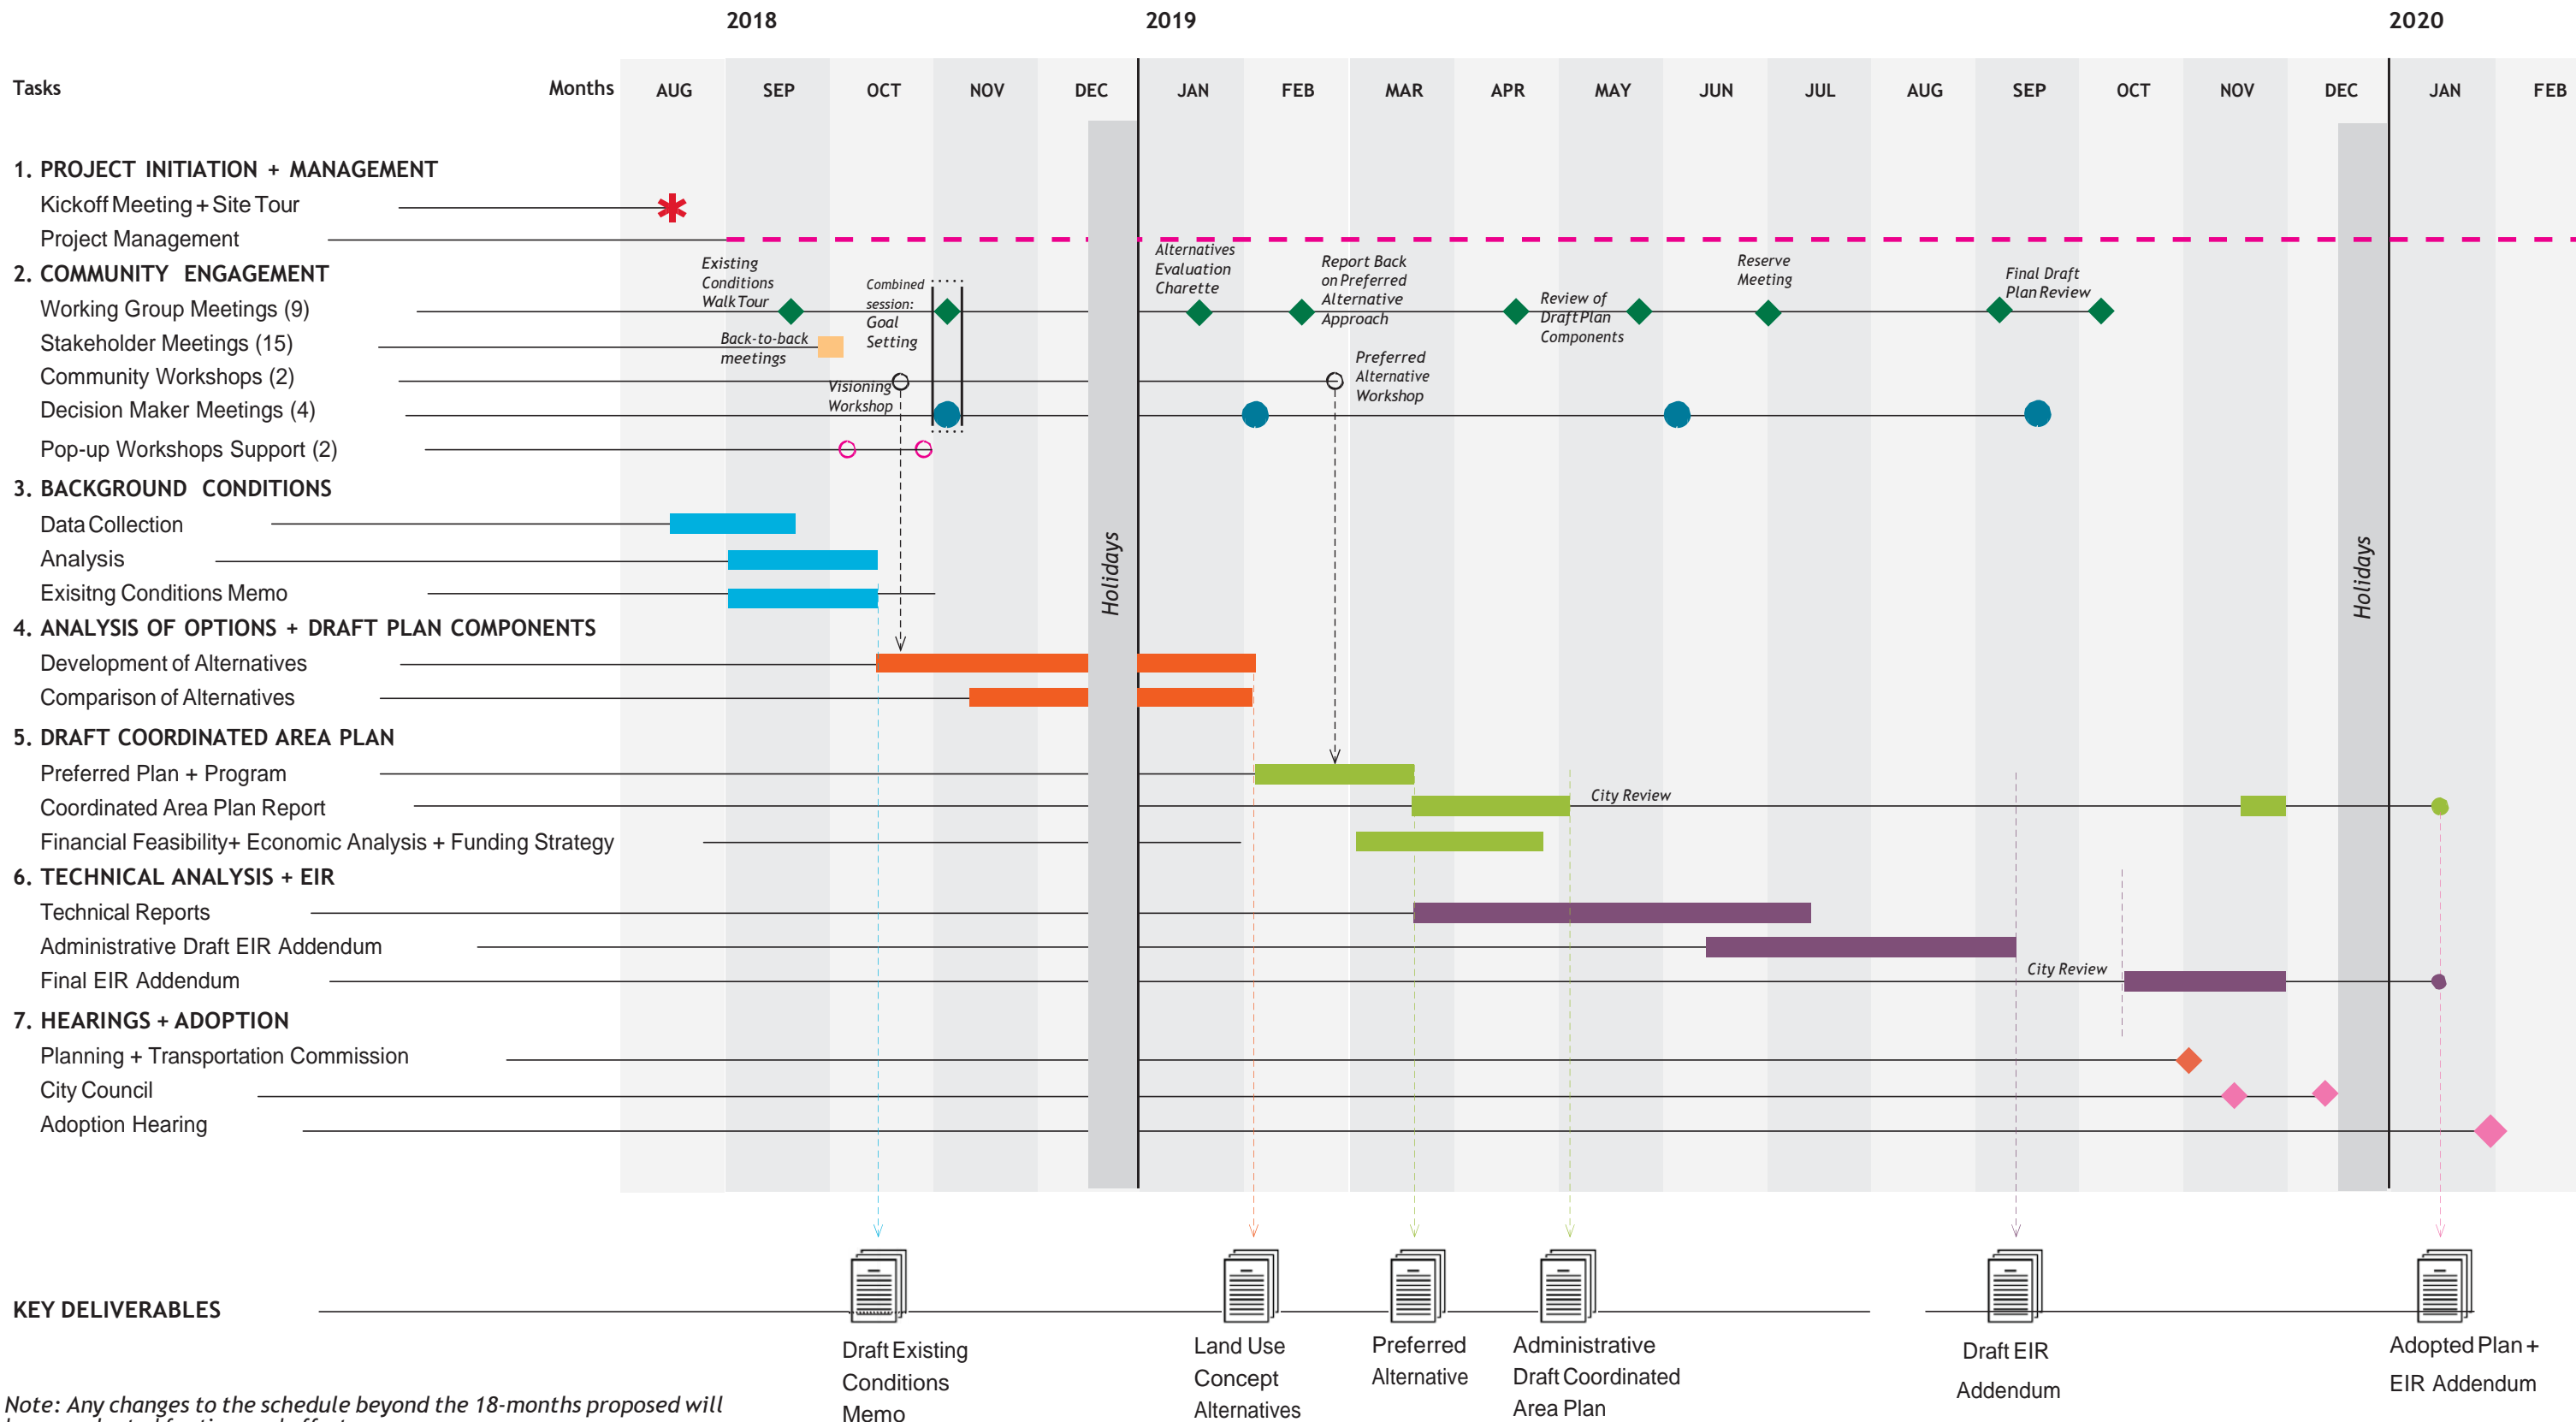 2018 2019 2020
Tasks Months AUG SEP OCT NOV DEC JAN FEB MAR APR MAY JUN JUL AUG SEP OCT NOV DEC JAN FEB
1. PROJECT INITIATION + MANAGEMENT
Kickoff Meeting + Site Tour
Project Management
2. COMMUNITY ENGAGEMENT
Existing
Conditions
Walk Tour
Combined
session:
Goal
Setting
Alternatives
Evaluation
Charette
Report Back
on Preferred
Alternative
Approach
Review of
Draft Plan
Components
Reserve
Meeting
Final Draft
Plan Review
Working Group Meetings (9)
Stakeholder Meetings (15)
Back-to-back
meetings
Community Workshops (2)
Visioning
Workshop
Preferred
Alternative
Workshop
Decision Maker Meetings (4)
Pop-up Workshops Support (2)
3. BACKGROUND CONDITIONS
Data Collection
Analysis
Exisitng Conditions Memo
Holidays
Holidays
4. ANALYSIS OF OPTIONS + DRAFT PLAN COMPONENTS
Development of Alternatives
Comparison of Alternatives
5. DRAFT COORDINATED AREA PLAN
Preferred Plan + Program
Coordinated Area Plan Report
City Review
Financial Feasibility+ Economic Analysis + Funding Strategy
6. TECHNICAL ANALYSIS + EIR
Technical Reports
Administrative Draft EIR Addendum
Final EIR Addendum
City Review
7. HEARINGS + ADOPTION
Planning + Transportation Commission
City Council
Adoption Hearing
KEY DELIVERABLES
Draft Existing
Conditions
Memo
Land Use
Concept
Alternatives
Preferred
Alternative
Administrative
Draft Coordinated
Area Plan
Draft EIR
Addendum
Adopted Plan +
EIR Addendum
Note: Any changes to the schedule beyond the 18-months proposed will